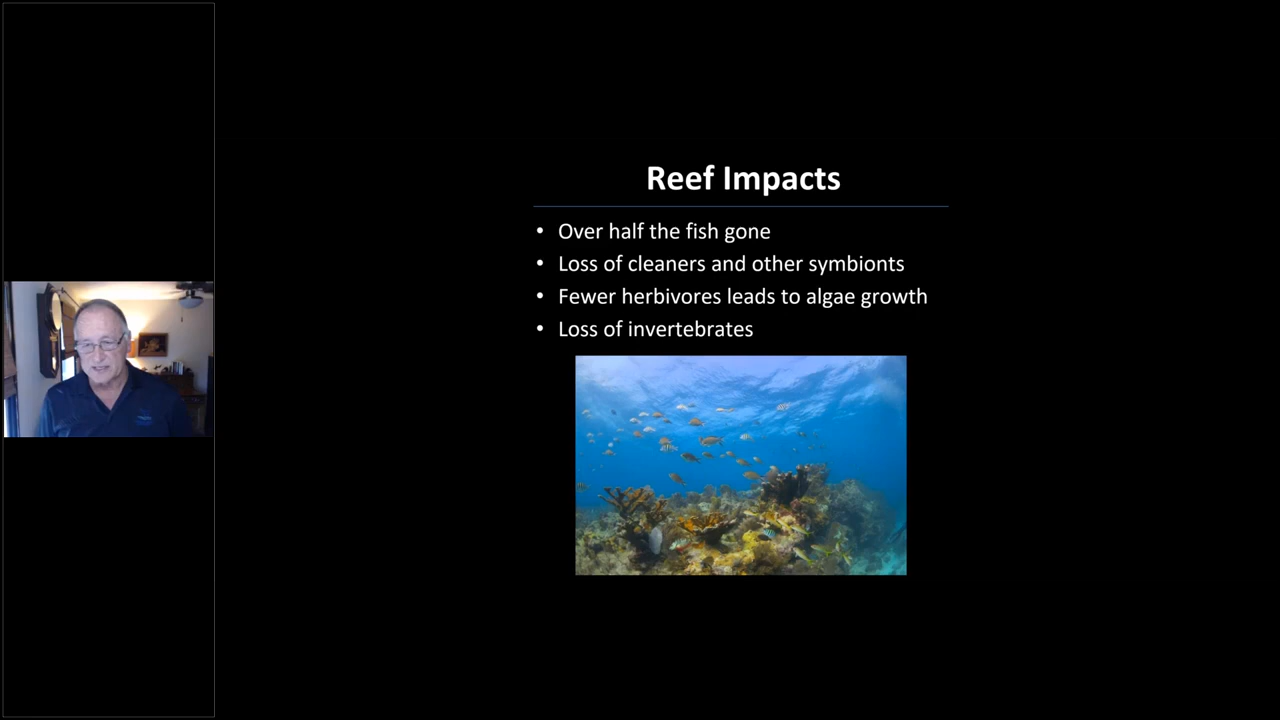 Reef Impacts
• Over half the fish gone
• Loss of cleaners and other symbionts
• Fewer herbivores leads to algae growth
• Loss of invertebrates